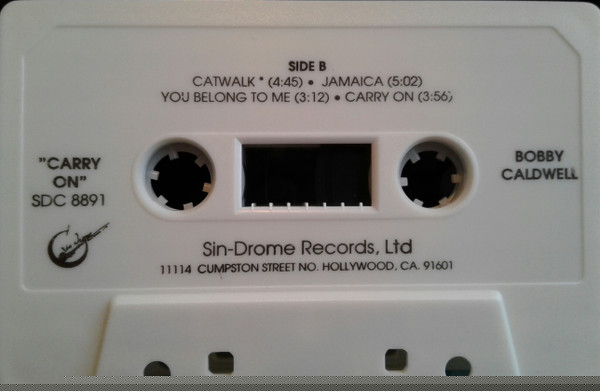 SIDE B
CATWALK * (4:45) • JAMAICA (5:02)
YOU BELONG TO ME (3:12) • CARRY ON (3:56)
"CARRY
ON"
SDC 8891
BOBBY
CALDWELL
Sin-Drome Records, Ltd
11114 CUMPSTON STREET NO. HOLLYWOOD, CA. 91601